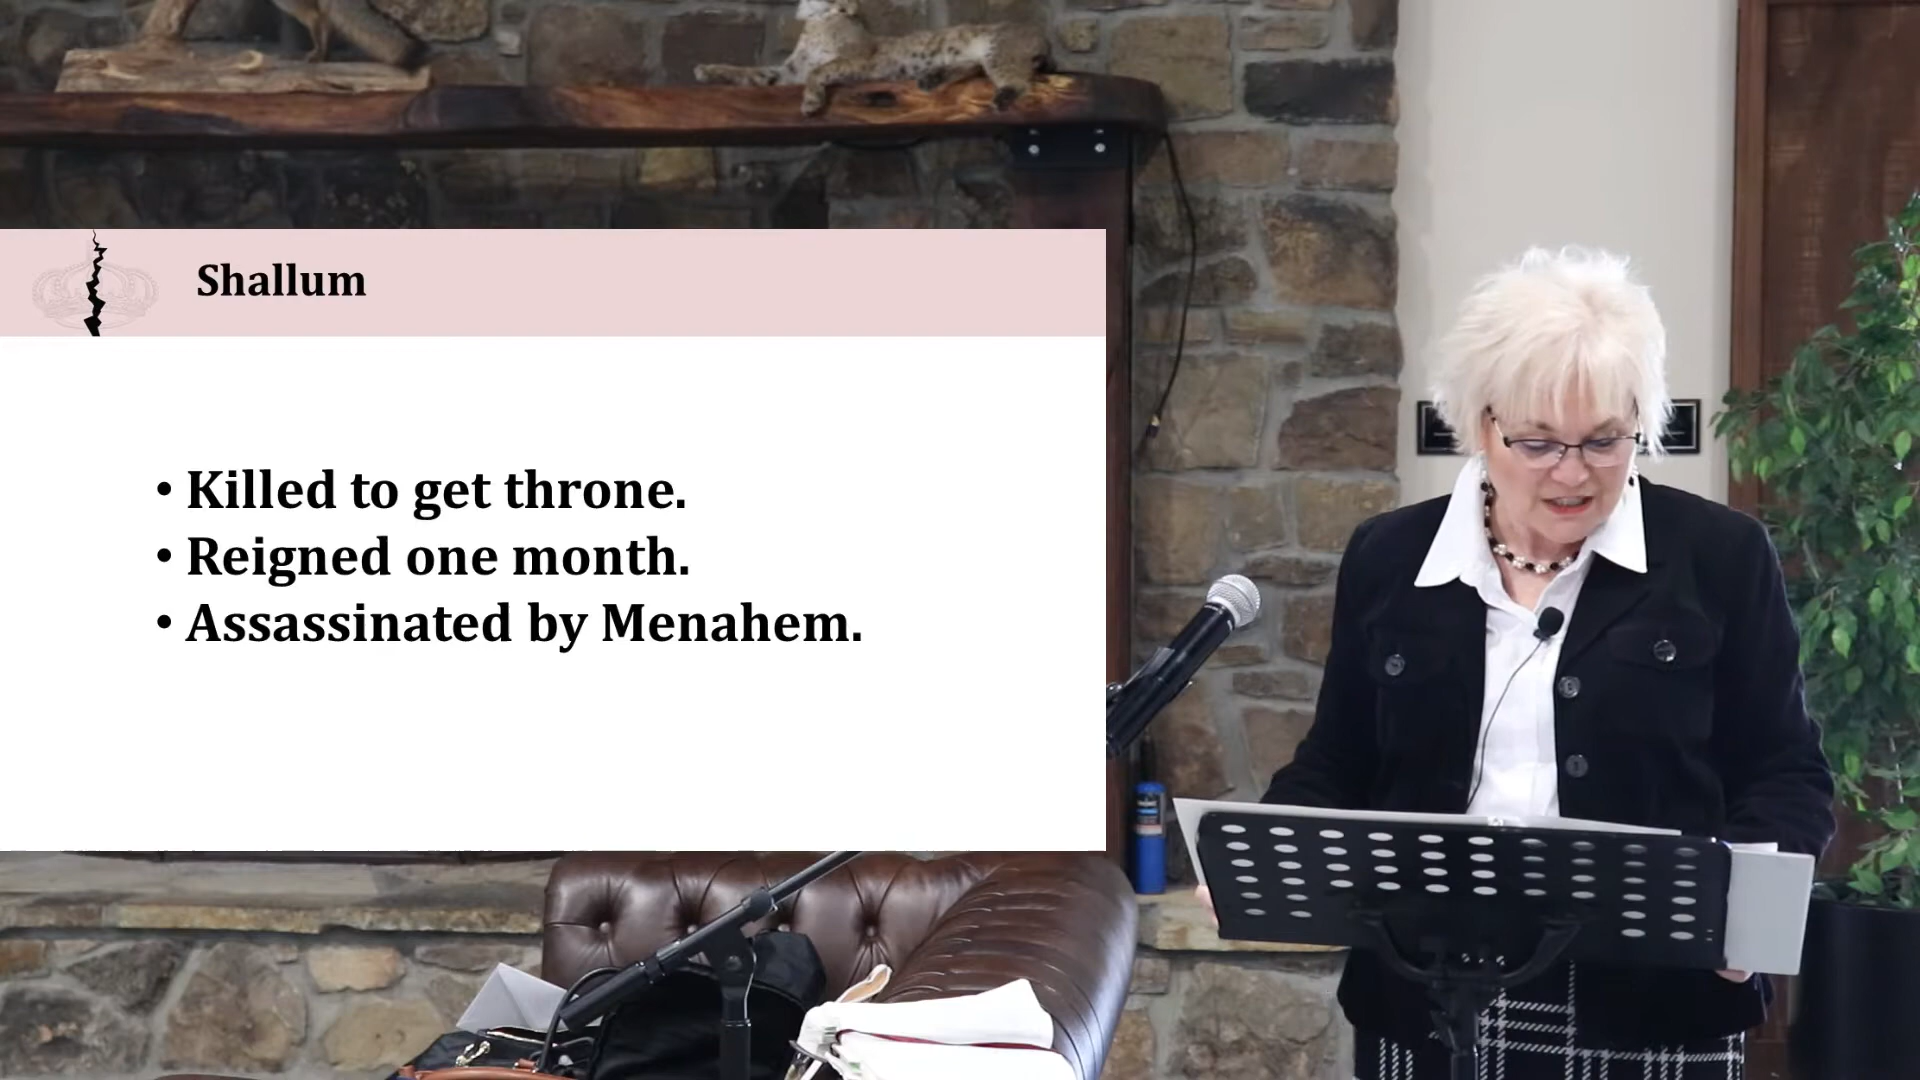 Shallum
• Killed to get throne.
• Reigned one month.
• Assassinated by Menahem.